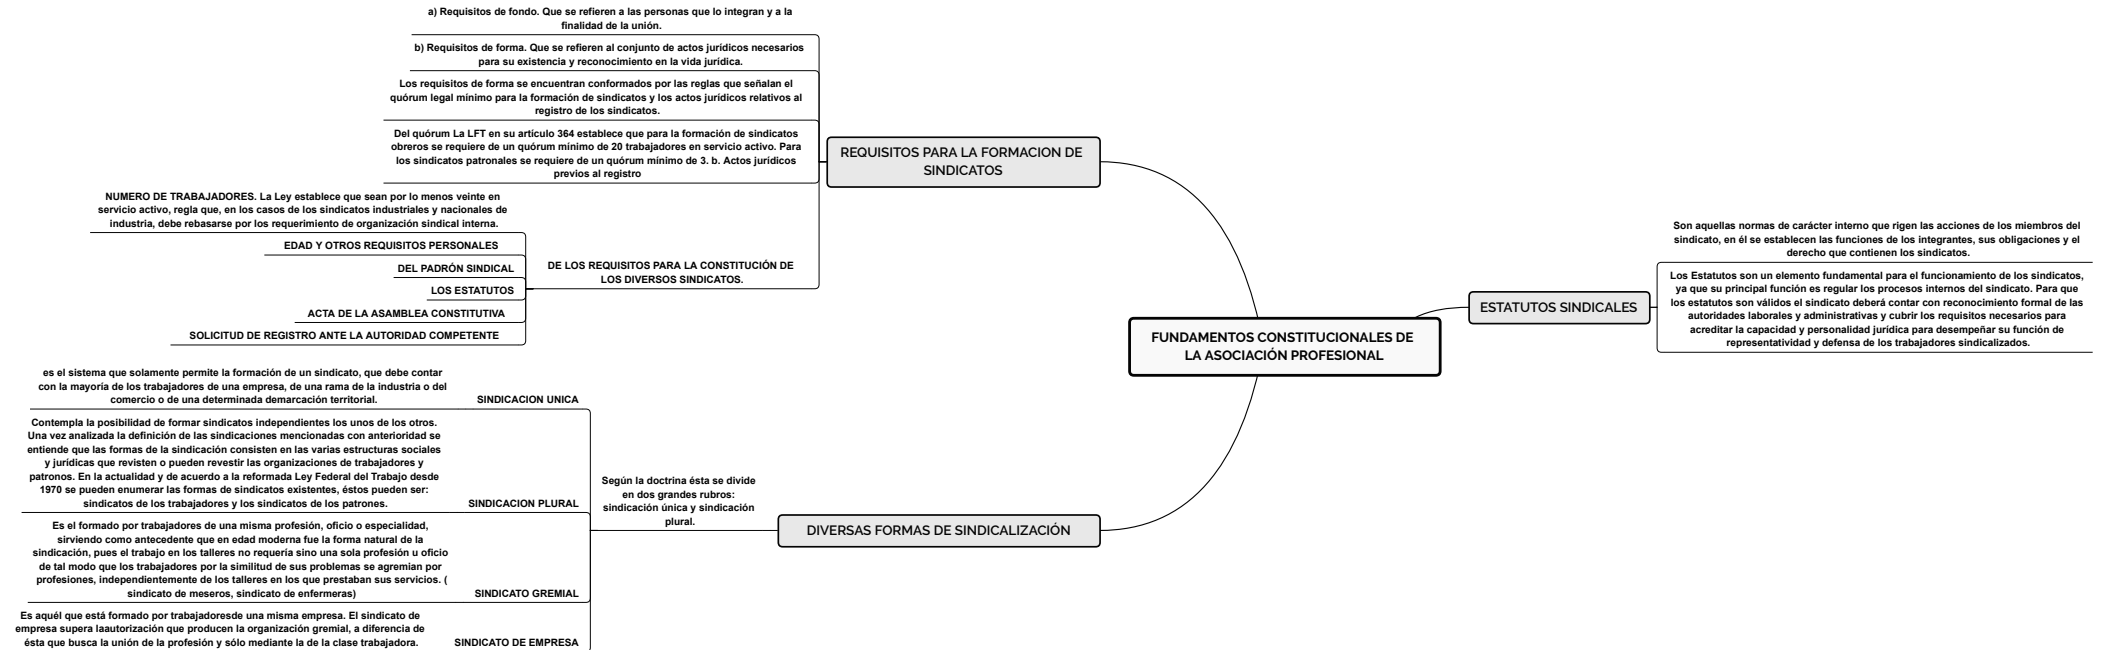 a) Requisitos de fondo. Que se refieren a las personas que lo integran y a la
finalidad de la unión.
b) Requisitos de forma. Que se refieren al conjunto de actos jurídicos necesarios
para su existencia y reconocimiento en la vida jurídica.
Los requisitos de forma se encuentran conformados por las reglas que señalan el
quórum legal mínimo para la formación de sindicatos y los actos jurídicos relativos al
registro de los sindicatos.
Del quórum La LFT en su artículo 364 establece que para la formación de sindicatos
obreros se requiere de un quórum mínimo de 20 trabajadores en servicio activo. Para
los sindicatos patronales se requiere de un quórum mínimo de 3. b. Actos jurídicos
previos al registro
REQUISITOS PARA LA FORMACION DE
SINDICATOS
NUMERO DE TRABAJADORES. La Ley establece que sean por lo menos veinte en
servicio activo, regla que, en los casos de los sindicatos industriales y nacionales de
industria, debe rebasarse por los requerimiento de organización sindical interna.
EDAD Y OTROS REQUISITOS PERSONALES
DEL PADRÓN SINDICAL
LOS ESTATUTOS
ACTA DE LA ASAMBLEA CONSTITUTIVA
SOLICITUD DE REGISTRO ANTE LA AUTORIDAD COMPETENTE
DE LOS REQUISITOS PARA LA CONSTITUCIÓN DE
LOS DIVERSOS SINDICATOS.
Son aquellas normas de carácter interno que rigen las acciones de los miembros del
sindicato, en él se establecen las funciones de los integrantes, sus obligaciones y el
derecho que contienen los sindicatos.
Los Estatutos son un elemento fundamental para el funcionamiento de los sindicatos,
ya que su principal función es regular los procesos internos del sindicato. Para que
los estatutos son válidos el sindicato deberá contar con reconocimiento formal de las
autoridades laborales y administrativas y cubrir los requisitos necesarios para
acreditar la capacidad y personalidad jurídica para desempeñar su función de
representatividad y defensa de los trabajadores sindicalizados.
ESTATUTOS SINDICALES
FUNDAMENTOS CONSTITUCIONALES DE
LA ASOCIACIÓN PROFESIONAL
es el sistema que solamente permite la formación de un sindicato, que debe contar
con la mayoría de los trabajadores de una empresa, de una rama de la industria o del
comercio o de una determinada demarcación territorial.
SINDICACION UNICA
Contempla la posibilidad de formar sindicatos independientes los unos de los otros.
Una vez analizada la definición de las sindicaciones mencionadas con anterioridad se
entiende que las formas de la sindicación consisten en las varias estructuras sociales
y jurídicas que revisten o pueden revestir las organizaciones de trabajadores y
patronos. En la actualidad y de acuerdo a la reformada Ley Federal del Trabajo desde
1970 se pueden enumerar las formas de sindicatos existentes, éstos pueden ser:
sindicatos de los trabajadores y los sindicatos de los patrones.
SINDICACION PLURAL
Es el formado por trabajadores de una misma profesión, oficio o especialidad,
sirviendo como antecedente que en edad moderna fue la forma natural de la
sindicación, pues el trabajo en los talleres no requería sino una sola profesión u oficio
de tal modo que los trabajadores por la similitud de sus problemas se agremian por
profesiones, independientemente de los talleres en los que prestaban sus servicios. (
sindicato de meseros, sindicato de enfermeras)
SINDICATO GREMIAL
Es aquél que está formado por trabajadoresde una misma empresa. El sindicato de
empresa supera laautorización que producen la organización gremial, a diferencia de
ésta que busca la unión de la profesión y sólo mediante la de la clase trabajadora.
SINDICATO DE EMPRESA
Según la doctrina ésta se divide
en dos grandes rubros:
sindicación única y sindicación
plural.
DIVERSAS FORMAS DE SINDICALIZACIÓN